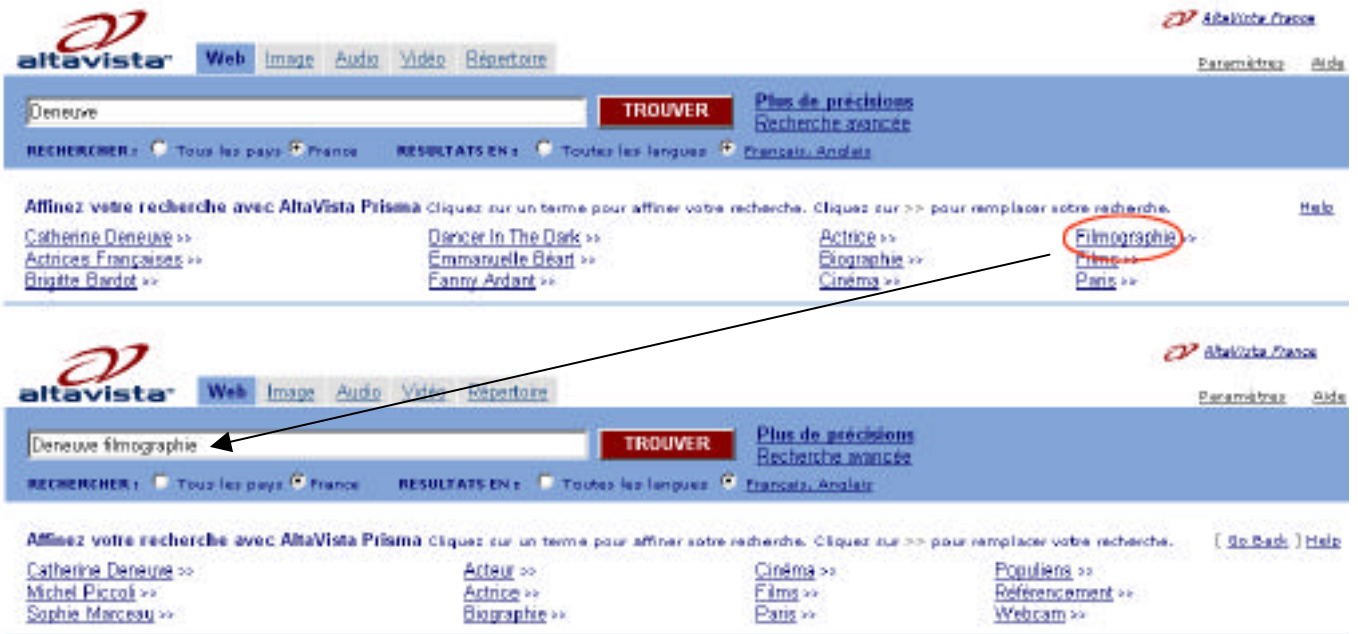 AltaVista France
altavista Web Image Audio Vidéo Répertoire Paramètres Aide
Deneuve TROUVER Plus de précisions
Recherche avancée
RECHERCHER : Tous les pays France RESULTATS EN : Toutes les langues Français, Anglais
Affinez votre recherche avec AltaVista Prisma Cliquez sur un terme pour affiner votre recherche. Cliquez sur >> pour remplacer votre recherche. Help
Catherine Deneuve >> Dancer In The Dark >> Actrice >> Filmographie >>
Actrices Françaises >> Emmanuelle Béart >> Biographie >> Films >>
Brigitte Bardot >> Fanny Ardant >> Cinéma >> Paris >>
AltaVista France
altavista Web Image Audio Vidéo Répertoire Paramètres Aide
Deneuve filmographie TROUVER Plus de précisions
Recherche avancée
RECHERCHER : Tous les pays France RESULTATS EN : Toutes les langues Français, Anglais
Affinez votre recherche avec AltaVista Prisma Cliquez sur un terme pour affiner votre recherche. Cliquez sur >> pour remplacer votre recherche. [ Go Back ] Help
Catherine Deneuve >> Acteur >> Cinéma >> Populiens >>
Michel Piccoli >> Actrice >> Films >> Référencement >>
Sophie Marceau >> Biographie >> Paris >> Webcam >>